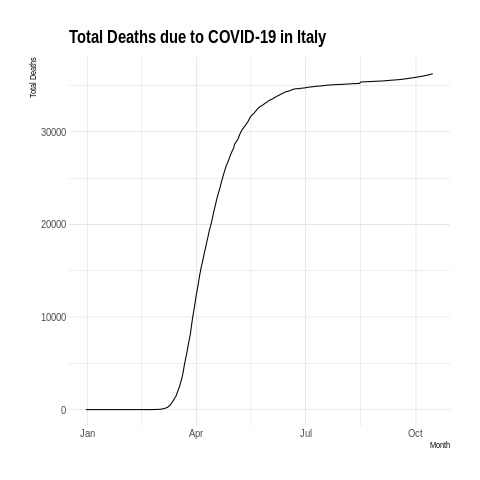 Total Deaths due to COVID-19 in Italy
Total Deaths
30000
20000
10000
0
Jan Apr Jul Oct
Month